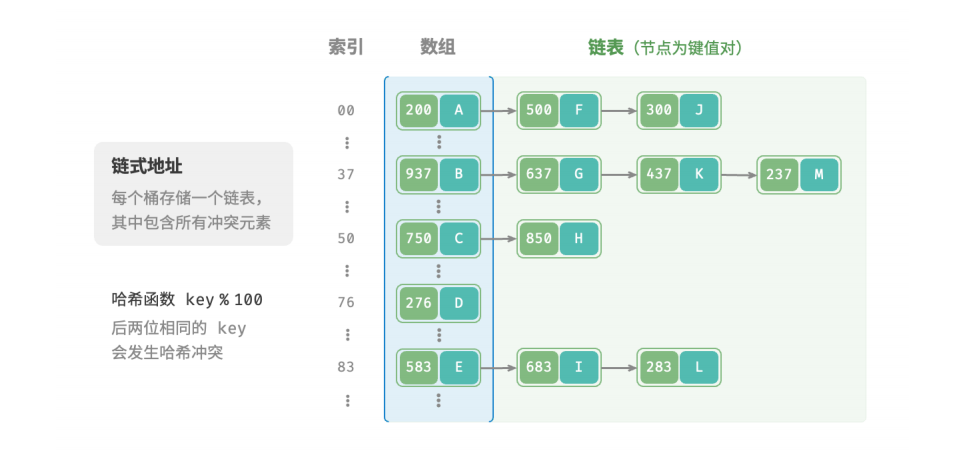 索引 数组 链表（节点为键值对）
00 200 A 500 F 300 J
37 937 B 637 G 437 K 237 M
链式地址
每个桶存储一个链表，
其中包含所有冲突元素
50 750 C 850 H
哈希函数 key % 100
后两位相同的 key
会发生哈希冲突
76 276 D
83 583 E 683 I 283 L